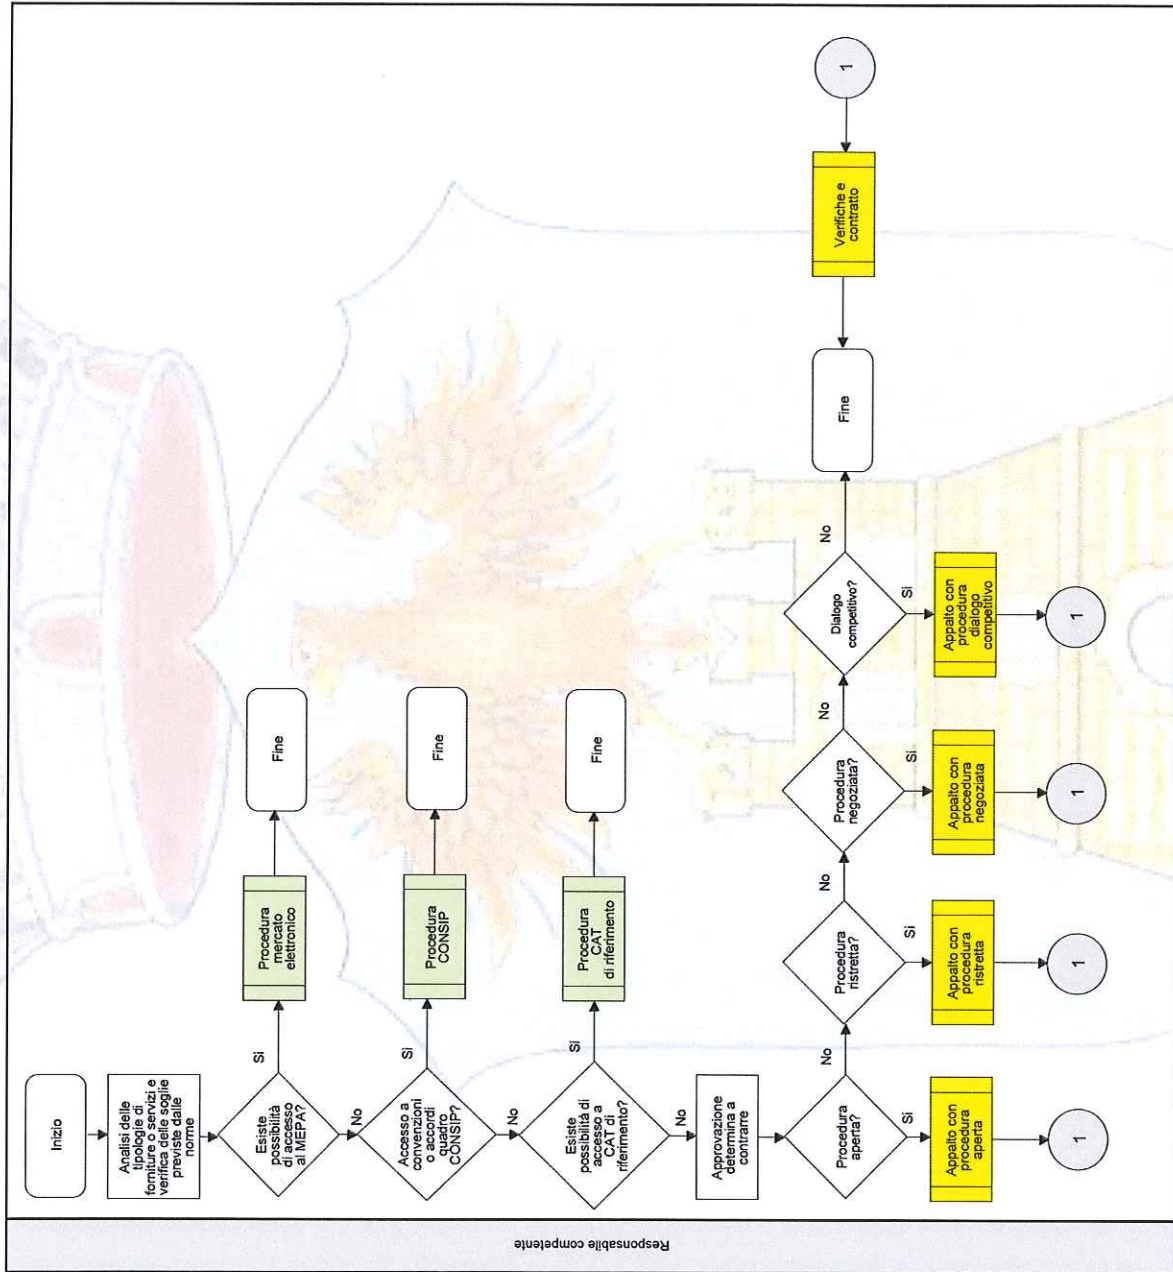 Responsabile competente
Inizio
Analisi delle
tipologie di
forniture o servizi e
verifica delle soglie
previste dalle
norme
Esiste
possibilità
di accesso
al MEPA?
Si
Procedura
mercato
elettronico
Fine
No
Accesso a
convenzioni
o accordi
quadro
CONSIP?
Si
Procedura
CONSIP
Fine
No
Esiste
possibilità di
accesso a
CAT di
riferimento?
Si
Procedura
CAT
di riferimento
Fine
No
Approvazione
determina a
contrarre
Procedura
aperta?
No
Procedura
ristretta?
No
Procedura
negoziata?
No
Dialogo
competitivo?
No
Fine
Verifiche e
contratto
1
Si
Appalto con
procedura
aperta
1
Si
Appalto con
procedura
ristretta
1
Si
Appalto con
procedura
negoziata
1
Si
Appalto con
procedura
dialogo
competitivo
1